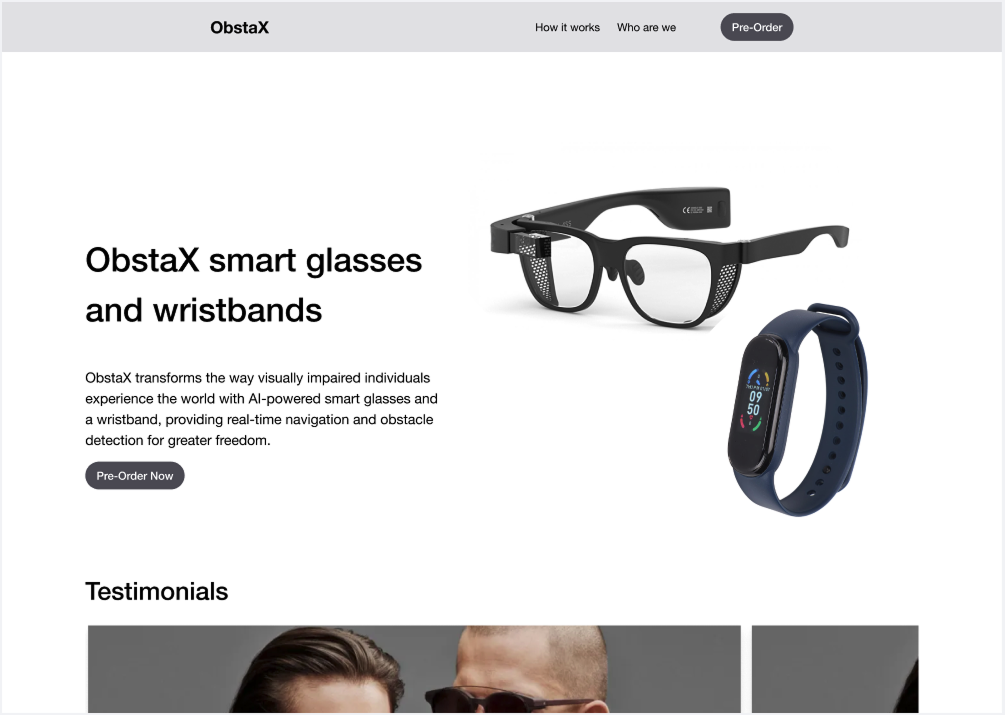 ObstaX
How it works
Who are we
Pre-Order
ObstaX smart glasses
and wristbands
ObstaX transforms the way visually impaired individuals
experience the world with AI-powered smart glasses and
a wristband, providing real-time navigation and obstacle
detection for greater freedom.
Pre-Order Now
CE
09
50
Testimonials